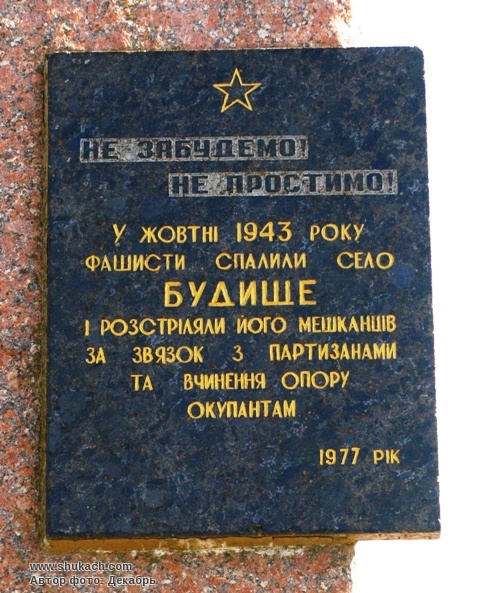 НЕ ЗАБУДЕМО!
НЕ ПРОСТИМО!
У ЖОВТНІ 1943 РОКУ
ФАШИСТИ СПАЛИЛИ СЕЛО
БУДИЩЕ
І РОЗСТРІЛЯЛИ ЙОГО МЕШКАНЦІВ
ЗА ЗВЯЗОК З ПАРТИЗАНАМИ
ТА ВЧИНЕННЯ ОПОРУ
ОКУПАНТАМ
1977 РІК
www.shukach.com
Автор фото: Декабрь